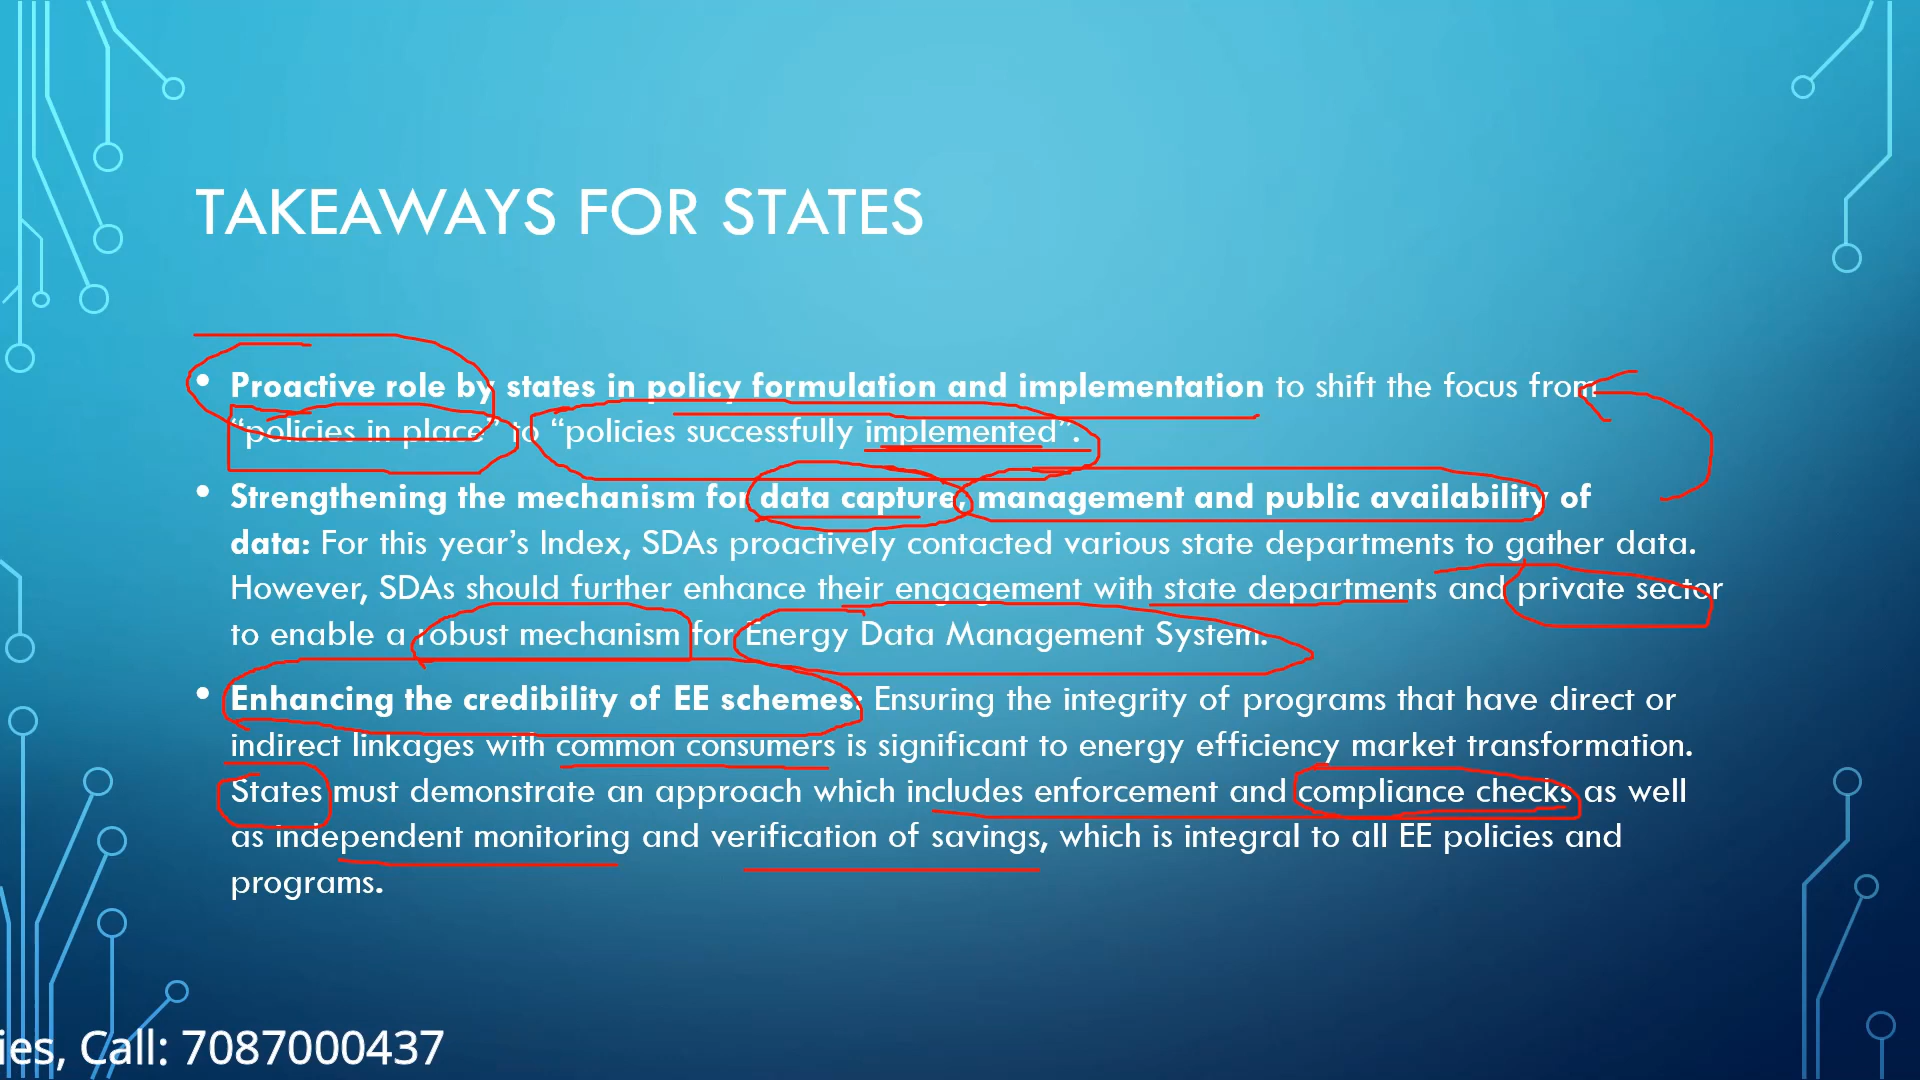 TAKEAWAYS FOR STATES
• Proactive role by states in policy formulation and implementation to shift the focus from
“policies in place” to “policies successfully implemented”.
• Strengthening the mechanism for data capture, management and public availability of
data: For this year’s Index, SDAs proactively contacted various state departments to gather data.
However, SDAs should further enhance their engagement with state departments and private sector
to enable a robust mechanism for Energy Data Management System.
• Enhancing the credibility of EE schemes: Ensuring the integrity of programs that have direct or
indirect linkages with common consumers is significant to energy efficiency market transformation.
States must demonstrate an approach which includes enforcement and compliance checks as well
as independent monitoring and verification of savings, which is integral to all EE policies and
programs.
ies, Call: 7087000437